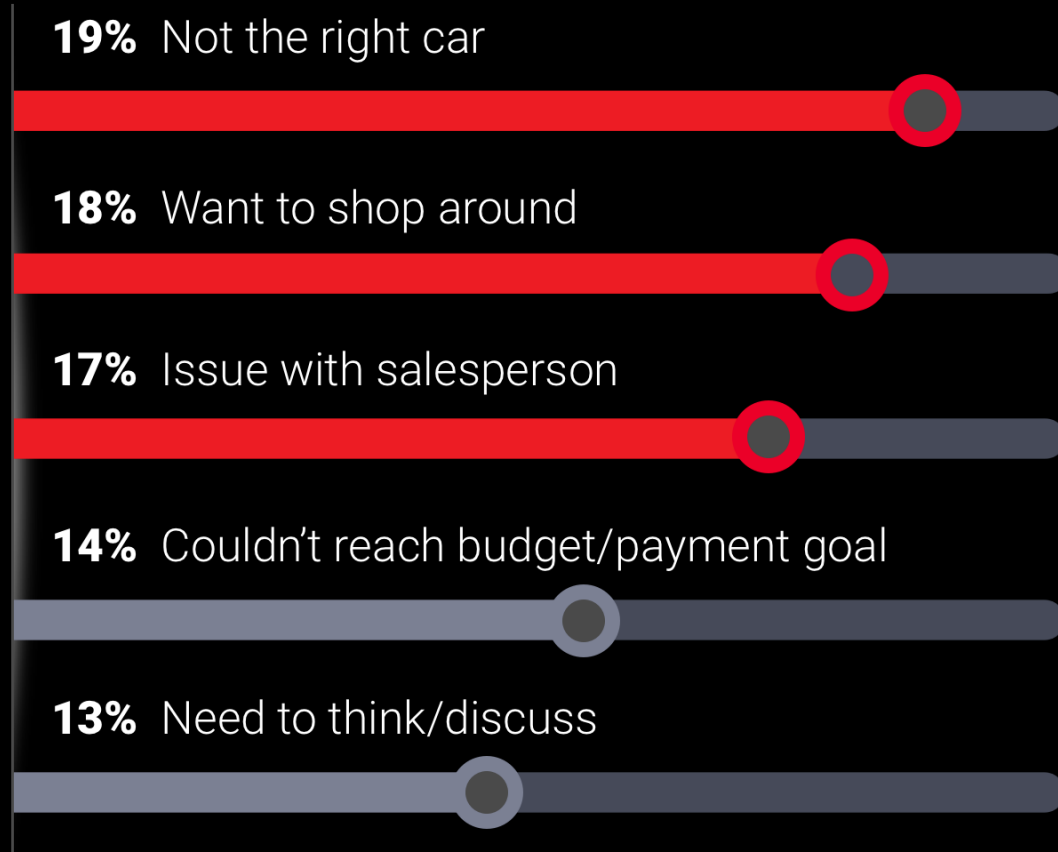 19% Not the right car
18% Want to shop around
17% Issue with salesperson
14% Couldn’t reach budget/payment goal
13% Need to think/discuss